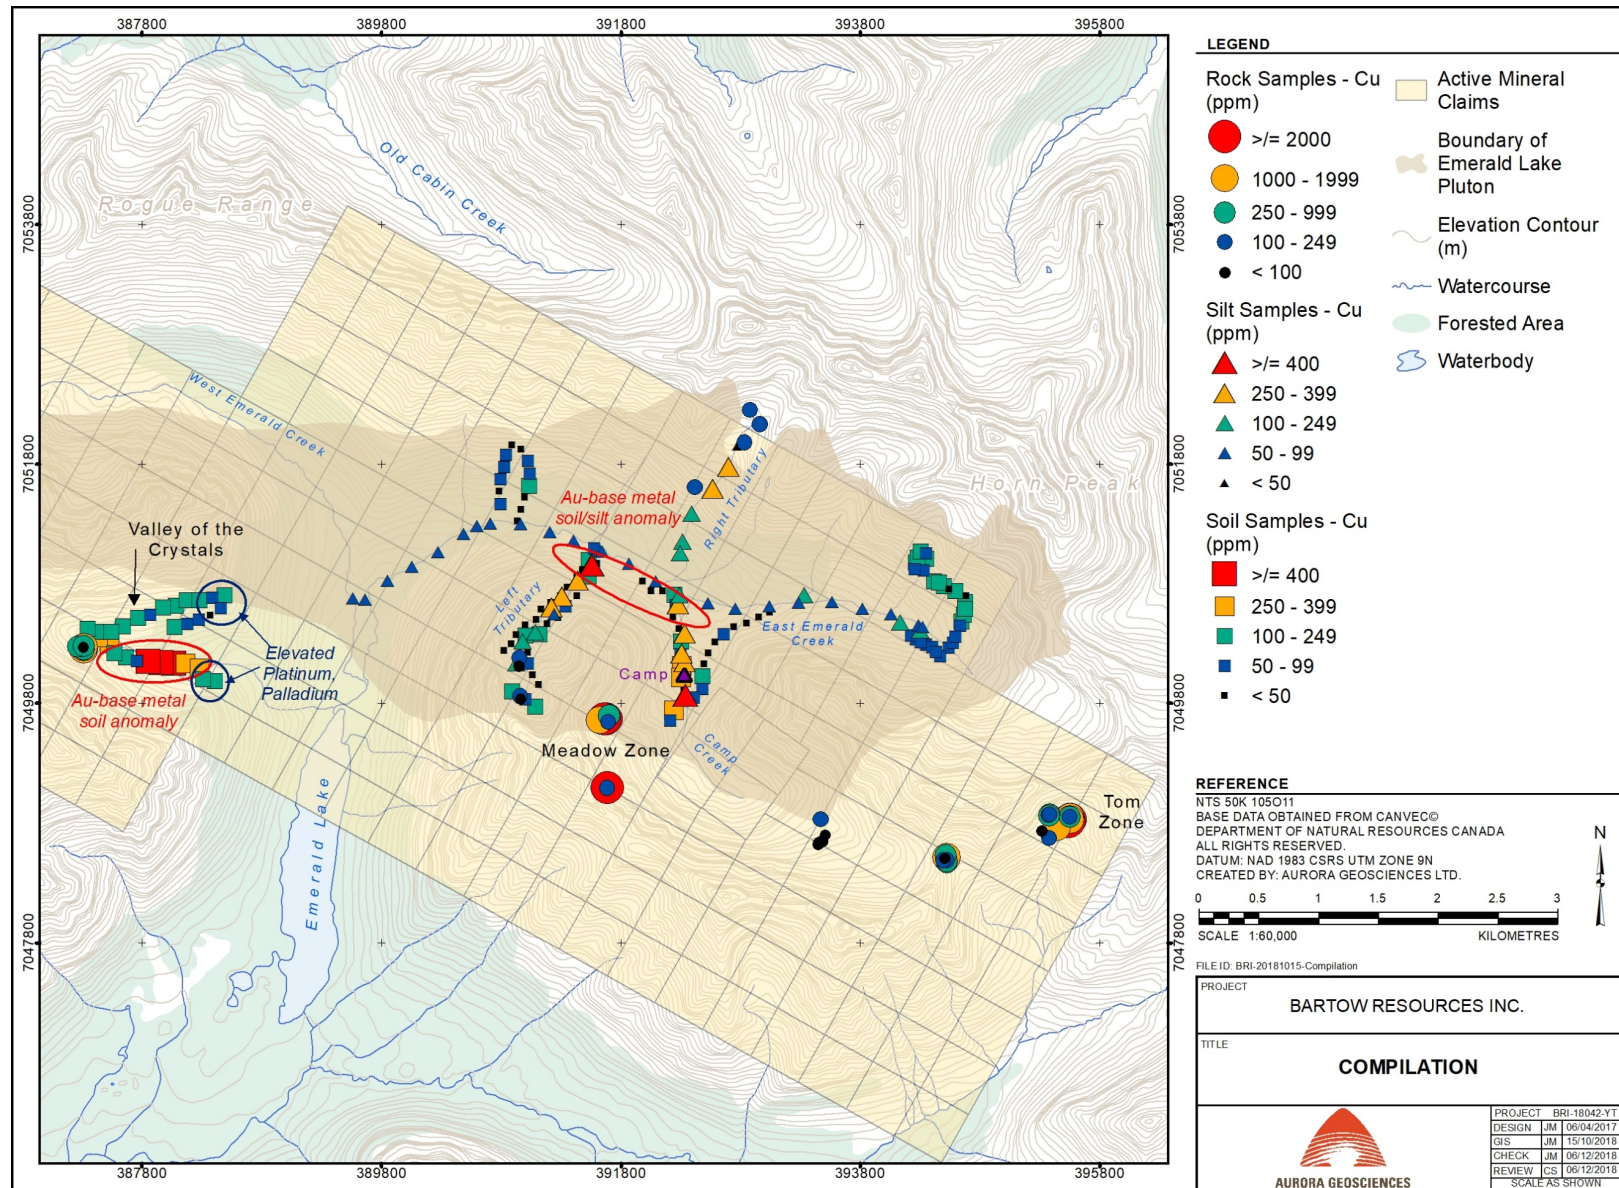 387800 389800 391800 393800 395800
7053800
7053800
Rogue Range
Old Cabin Creek
West Emerald Creek
7051800
7051800
Horn Peak
Right Tributary
Au-base metal
soil/silt anomaly
Valley of the
Crystals
Left
Tributary
East Emerald
Creek
Elevated
Platinum,
Palladium
Camp
Au-base metal
soil anomaly
7049800
7049800
Meadow Zone
Camp
Creek
Emerald Lake
Tom
Zone
7047800
7047800
387800 389800 391800 393800 395800
LEGEND
Rock Samples - Cu
(ppm)
>/= 2000
1000 - 1999
250 - 999
100 - 249
< 100
Silt Samples - Cu
(ppm)
>/= 400
250 - 399
100 - 249
50 - 99
< 50
Soil Samples - Cu
(ppm)
>/= 400
250 - 399
100 - 249
50 - 99
< 50
Active Mineral
Claims
Boundary of
Emerald Lake
Pluton
Elevation Contour
(m)
Watercourse
Forested Area
Waterbody
REFERENCE
NTS 50K 105O11
BASE DATA OBTAINED FROM CANVEC©
DEPARTMENT OF NATURAL RESOURCES CANADA
ALL RIGHTS RESERVED.
DATUM: NAD 1983 CSRS UTM ZONE 9N
CREATED BY: AURORA GEOSCIENCES LTD.
N
0 0.5 1 1.5 2 2.5 3
SCALE 1:60,000 KILOMETRES
FILE ID: BRI-20181015-Compilation
PROJECT
BARTOW RESOURCES INC.
TITLE
COMPILATION
AURORA GEOSCIENCES
PROJECT BRI-18042-YT
DESIGN JM 06/04/2017
GIS JM 15/10/2018
CHECK JM 06/12/2018
REVIEW CS 06/12/2018
SCALE AS SHOWN